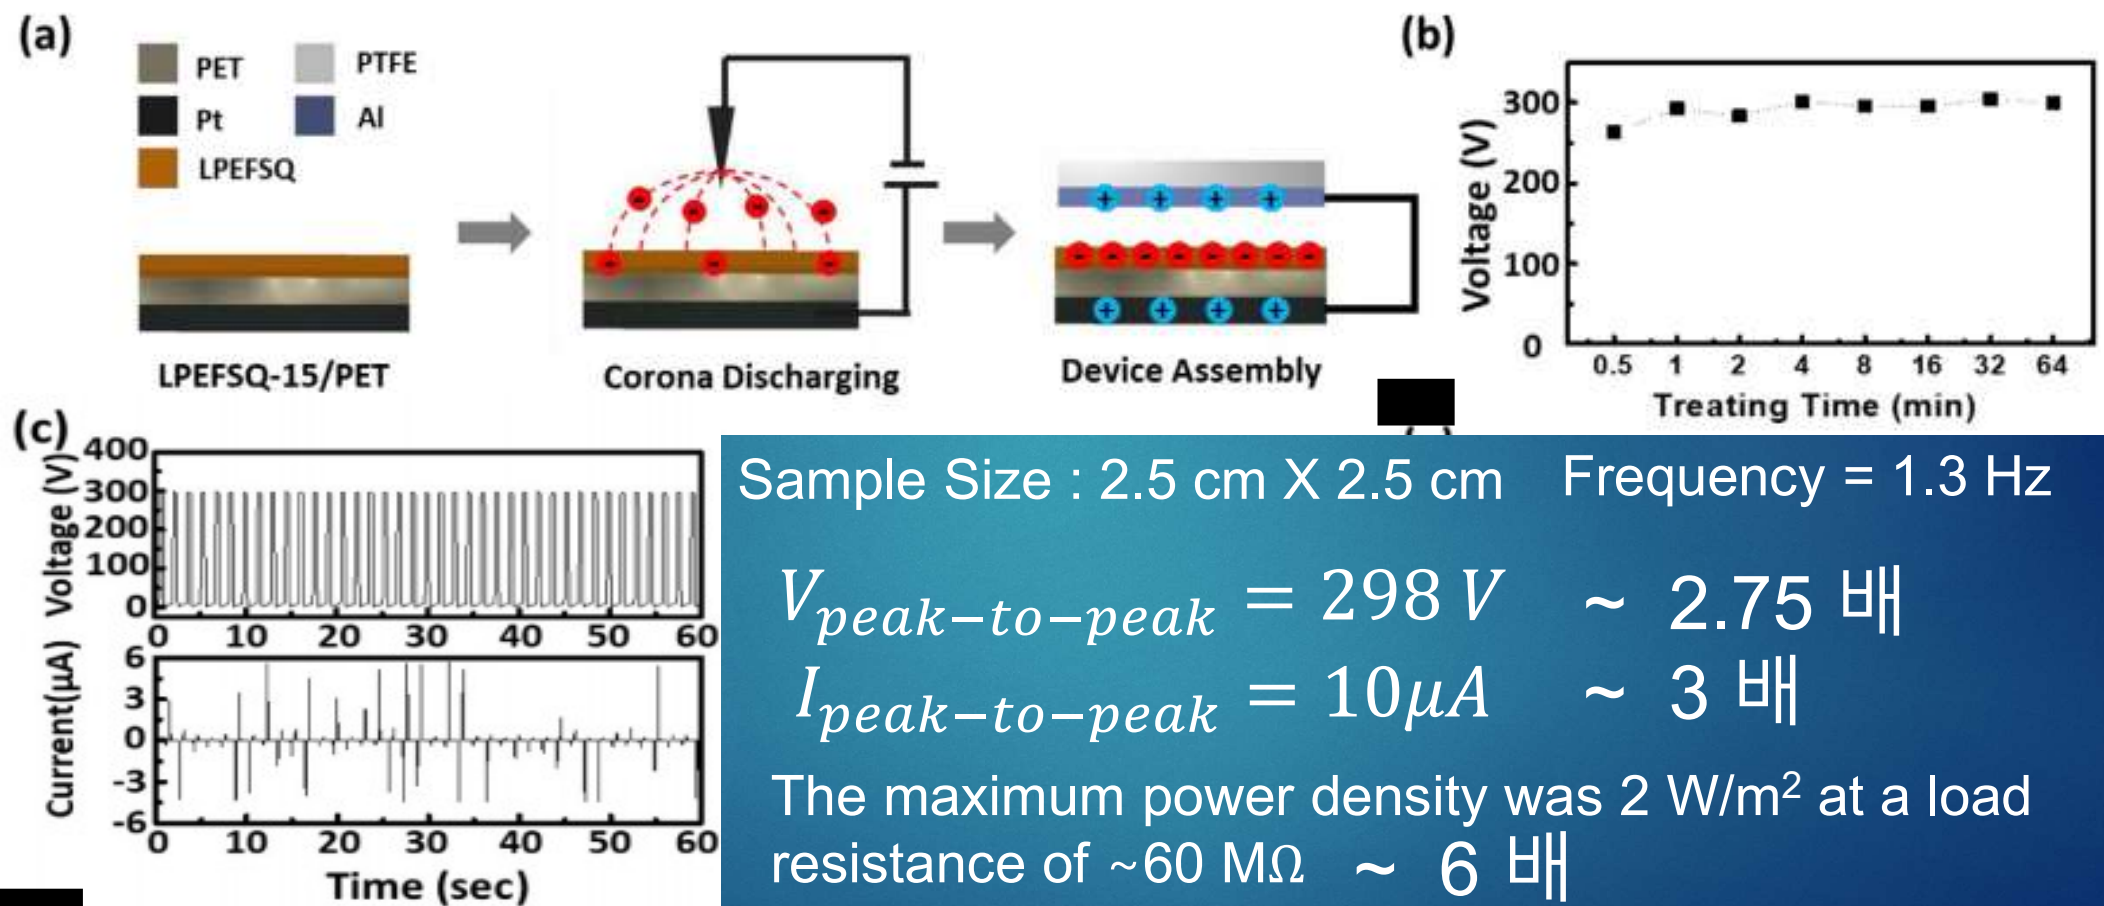 (a)
PET
PTFE
Pt
Al
LPEFSQ
LPEFSQ-15/PET
Corona Discharging
Device Assembly
(b)
Voltage (V)
300
200
100
0
0.5 1 2 4 8 16 32 64
Treating Time (min)
(c)
Voltage (V)
400
300
200
100
0
0 10 20 30 40 50 60
Current(μA)
6
3
0
-3
-6
0 10 20 30 40 50 60
Time (sec)
Sample Size : 2.5 cm X 2.5 cm Frequency = 1.3 Hz
Vpeak−to−peak = 298 V ~ 2.75 배
Ipeak−to−peak = 10μA ~ 3 배
The maximum power density was 2 W/m² at a load
resistance of ~60 MΩ ~ 6 배